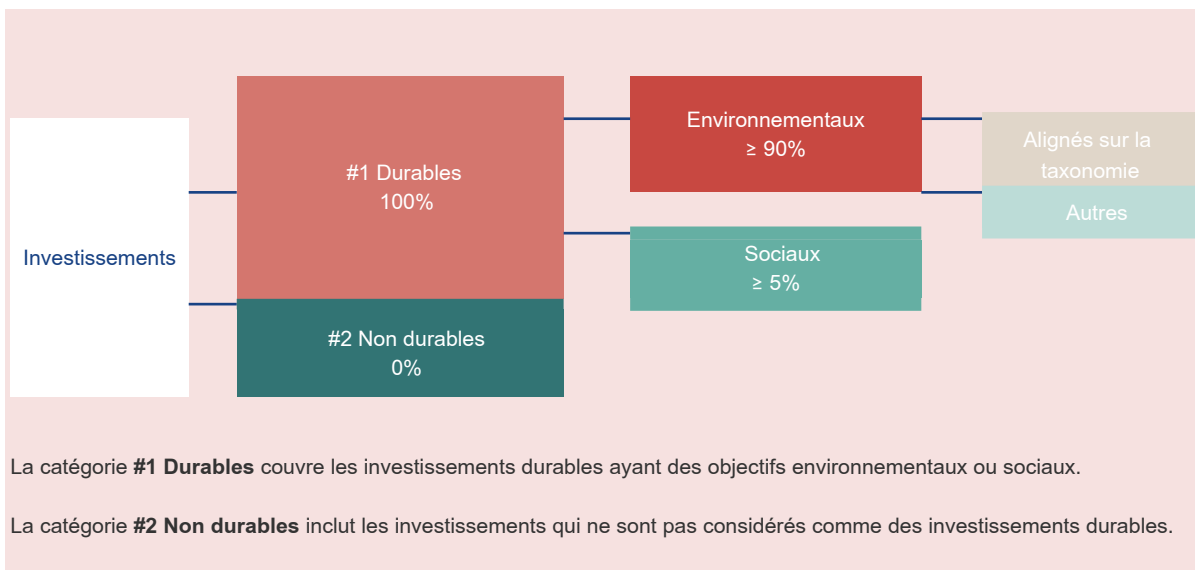 Investissements
#1 Durables
100%
#2 Non durables
0%
Environnementaux
≥ 90%
Sociaux
≥ 5%
Alignés sur la
taxonomie
Autres
La catégorie #1 Durables couvre les investissements durables ayant des objectifs environnementaux ou sociaux.
La catégorie #2 Non durables inclut les investissements qui ne sont pas considérés comme des investissements durables.